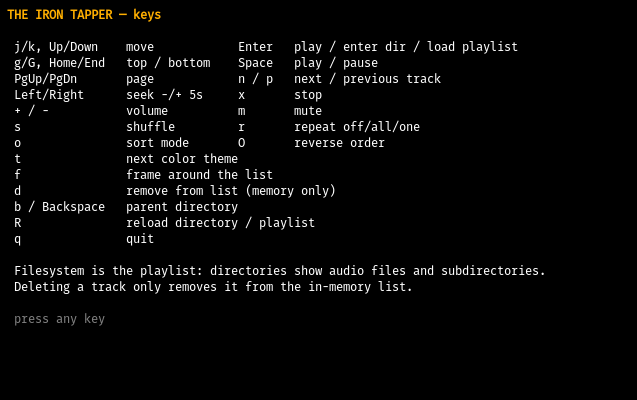 THE IRON TAPPER — keys
j/k, Up/Down    move            Enter   play / enter dir / load playlist
g/G, Home/End   top / bottom    Space   play / pause
PgUp/PgDn       page            n / p   next / previous track
Left/Right      seek -/+ 5s     x       stop
+ / -           volume          m       mute
s               shuffle         r       repeat off/all/one
o               sort mode       O       reverse order
t               next color theme
f               frame around the list
d               remove from list (memory only)
b / Backspace   parent directory
R               reload directory / playlist
q               quit
Filesystem is the playlist: directories show audio files and subdirectories.
Deleting a track only removes it from the in-memory list.
press any key